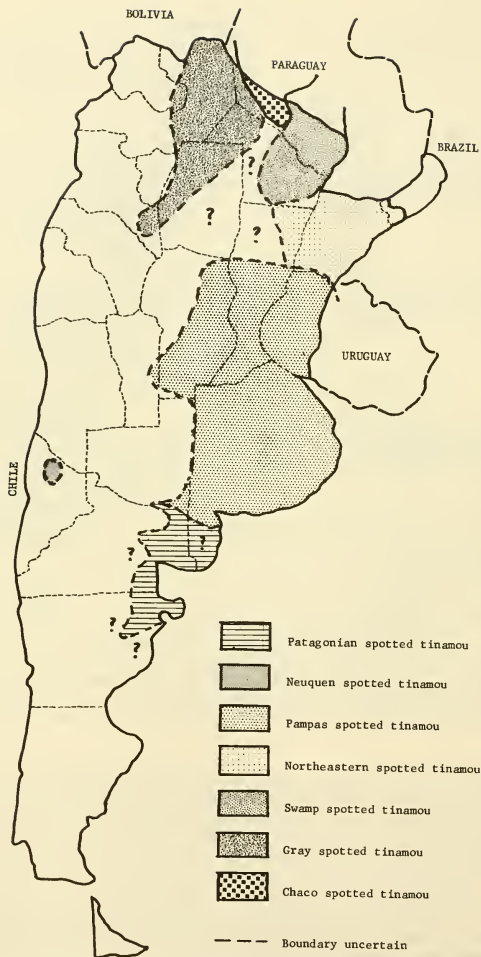 BOLIVIA
PARAGUAY
BRAZIL
?
?
?
URUGUAY
CHILE
?
?
?
?
Patagonian spotted tinamou
Neuquen spotted tinamou
Pampas spotted tinamou
Northeastern spotted tinamou
Swamp spotted tinamou
Gray spotted tinamou
Chaco spotted tinamou
Boundary uncertain